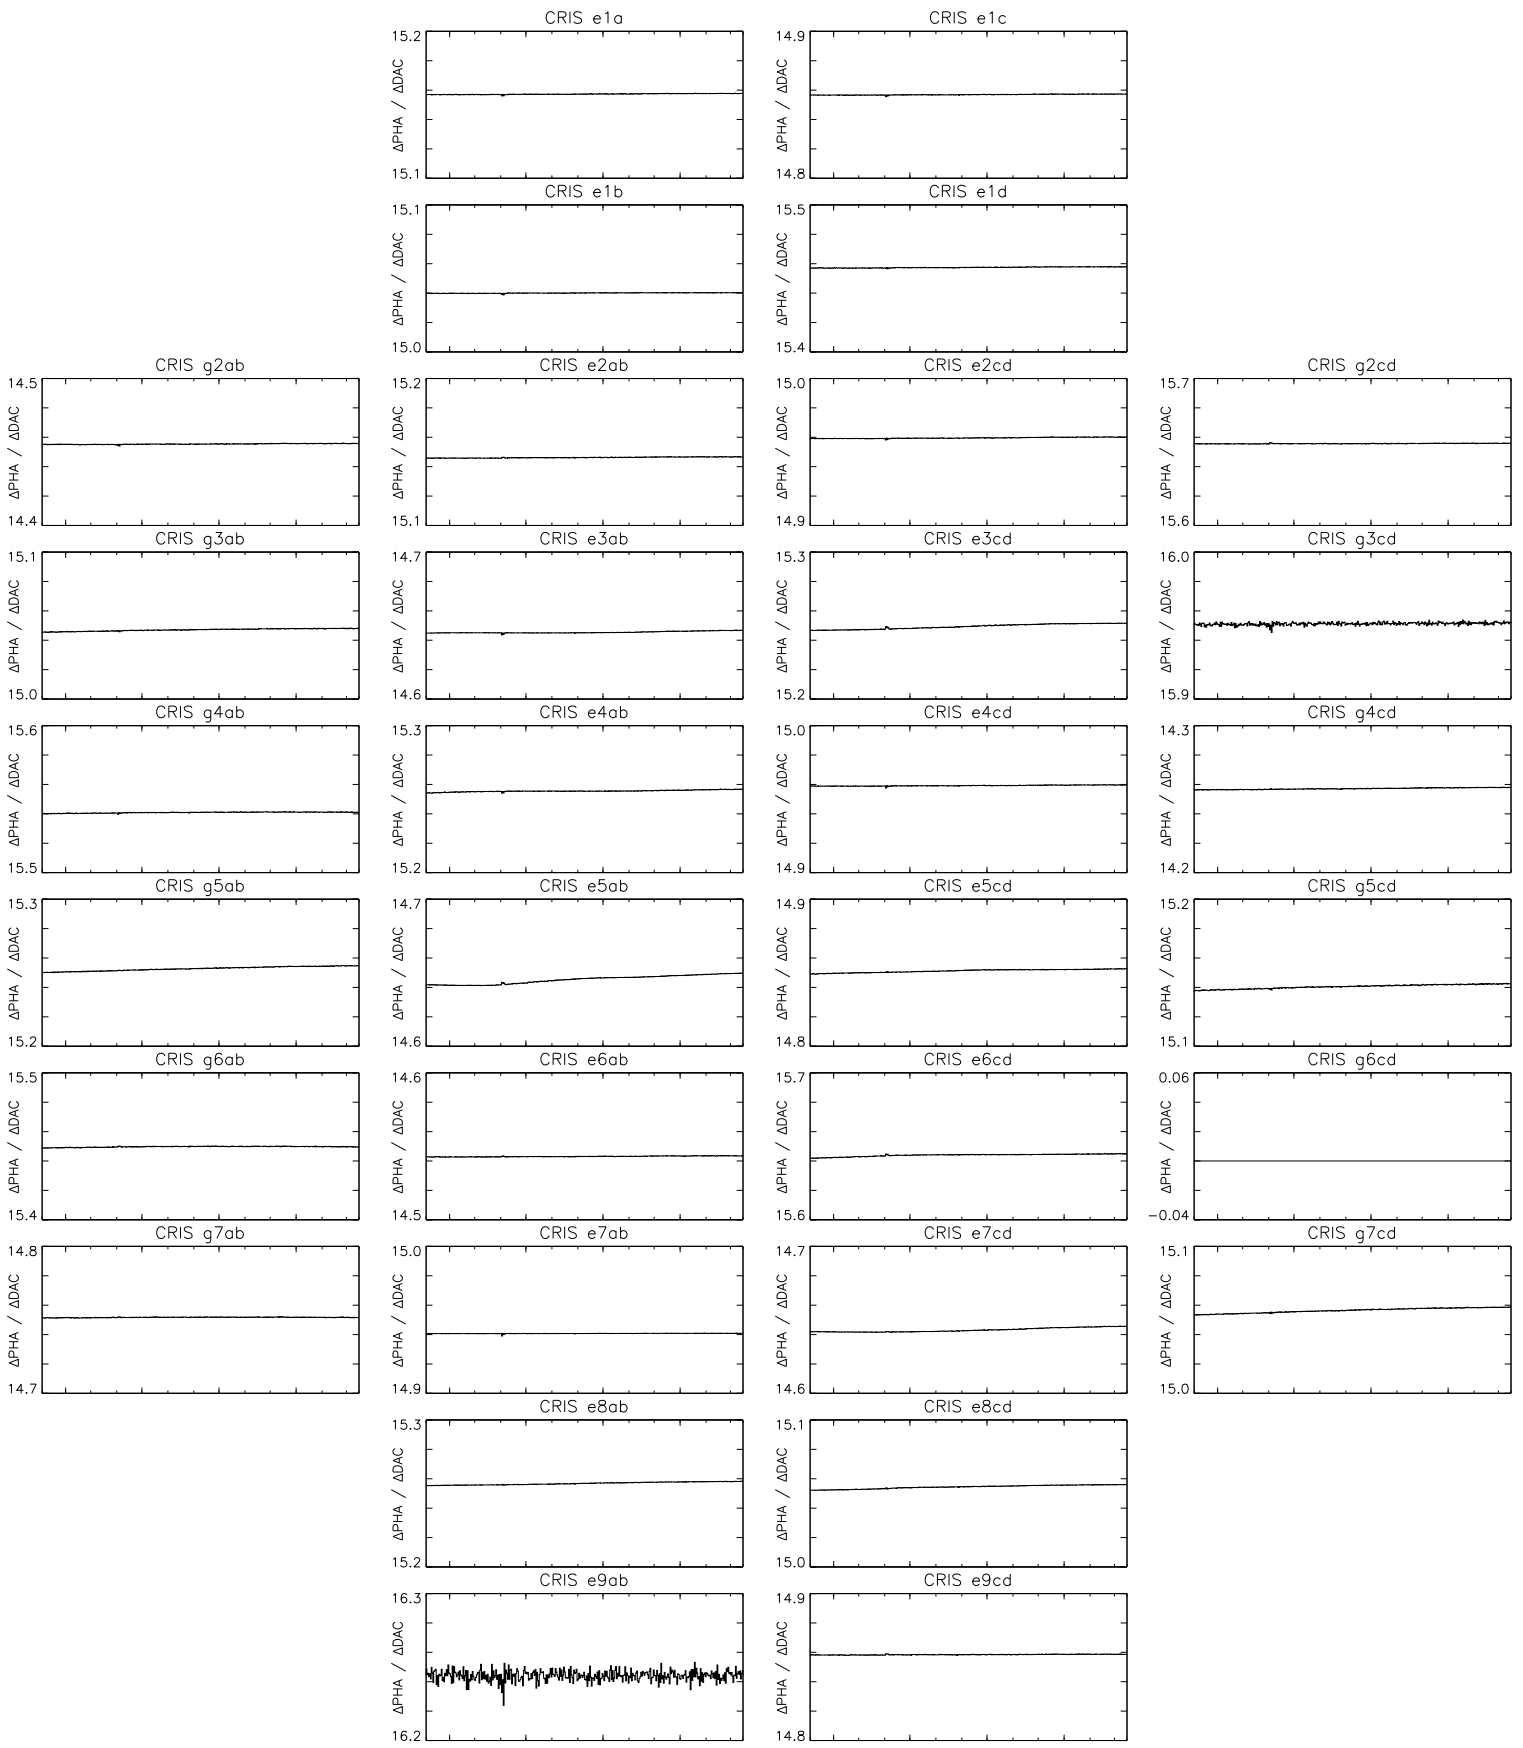 CRIS e1a
CRIS e1c
15.2
ΔPHA / ΔDAC
15.1
14.9
ΔPHA / ΔDAC
14.8
CRIS e1b
CRIS e1d
15.1
ΔPHA / ΔDAC
15.0
15.5
ΔPHA / ΔDAC
15.4
CRIS g2ab
CRIS e2ab
CRIS e2cd
CRIS g2cd
14.5
ΔPHA / ΔDAC
14.4
15.2
ΔPHA / ΔDAC
15.1
15.0
ΔPHA / ΔDAC
14.9
15.7
ΔPHA / ΔDAC
15.6
CRIS g3ab
CRIS e3ab
CRIS e3cd
CRIS g3cd
15.1
ΔPHA / ΔDAC
15.0
14.7
ΔPHA / ΔDAC
14.6
15.3
ΔPHA / ΔDAC
15.2
16.0
ΔPHA / ΔDAC
15.9
CRIS g4ab
CRIS e4ab
CRIS e4cd
CRIS g4cd
15.6
ΔPHA / ΔDAC
15.5
15.3
ΔPHA / ΔDAC
15.2
15.0
ΔPHA / ΔDAC
14.9
14.3
ΔPHA / ΔDAC
14.2
CRIS g5ab
CRIS e5ab
CRIS e5cd
CRIS g5cd
15.3
ΔPHA / ΔDAC
15.2
14.7
ΔPHA / ΔDAC
14.6
14.9
ΔPHA / ΔDAC
14.8
15.2
ΔPHA / ΔDAC
15.1
CRIS g6ab
CRIS e6ab
CRIS e6cd
CRIS g6cd
15.5
ΔPHA / ΔDAC
15.4
14.6
ΔPHA / ΔDAC
14.5
15.7
ΔPHA / ΔDAC
15.6
0.06
ΔPHA / ΔDAC
−0.04
CRIS g7ab
CRIS e7ab
CRIS e7cd
CRIS g7cd
14.8
ΔPHA / ΔDAC
14.7
15.0
ΔPHA / ΔDAC
14.9
14.7
ΔPHA / ΔDAC
14.6
15.1
ΔPHA / ΔDAC
15.0
CRIS e8ab
CRIS e8cd
15.3
ΔPHA / ΔDAC
15.2
15.1
ΔPHA / ΔDAC
15.0
CRIS e9ab
CRIS e9cd
16.3
ΔPHA / ΔDAC
16.2
14.9
ΔPHA / ΔDAC
14.8